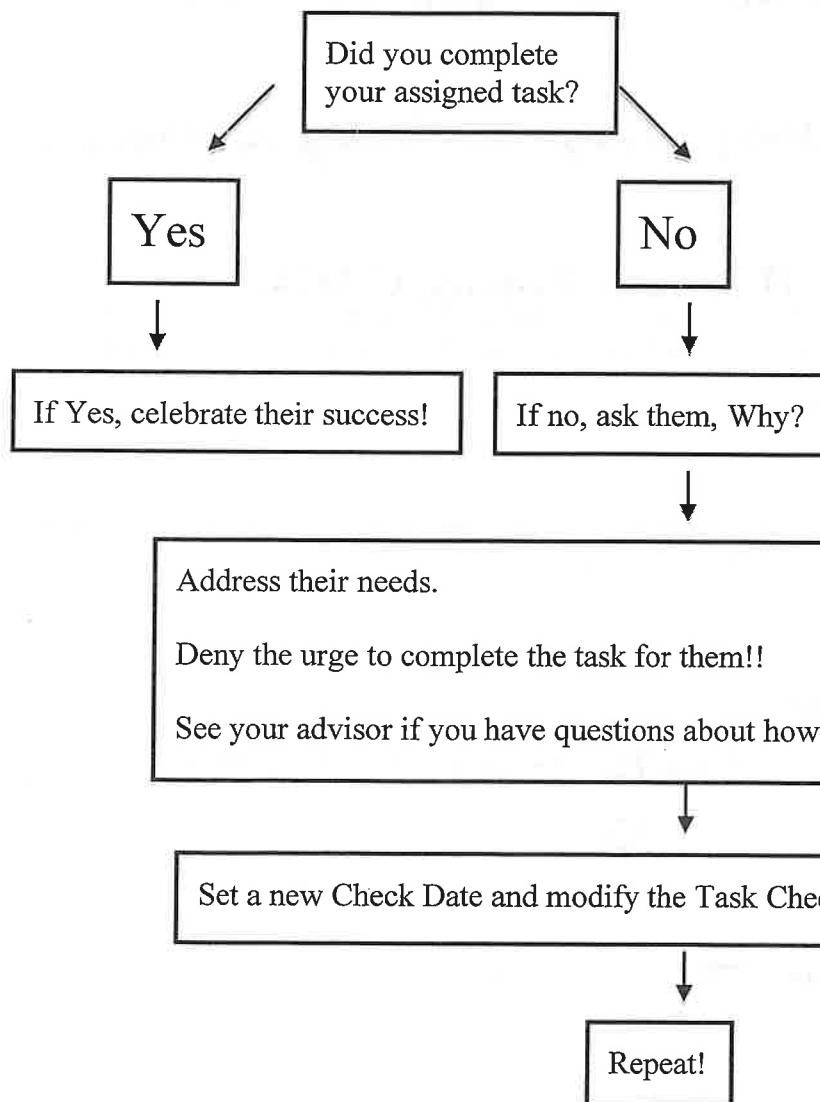 Did you complete
your assigned task?
Yes
No
If Yes, celebrate their success!
If no, ask them, Why?
Address their needs.
Deny the urge to complete the task for them!!
See your advisor if you have questions about how
Set a new Check Date and modify the Task
Repeat!